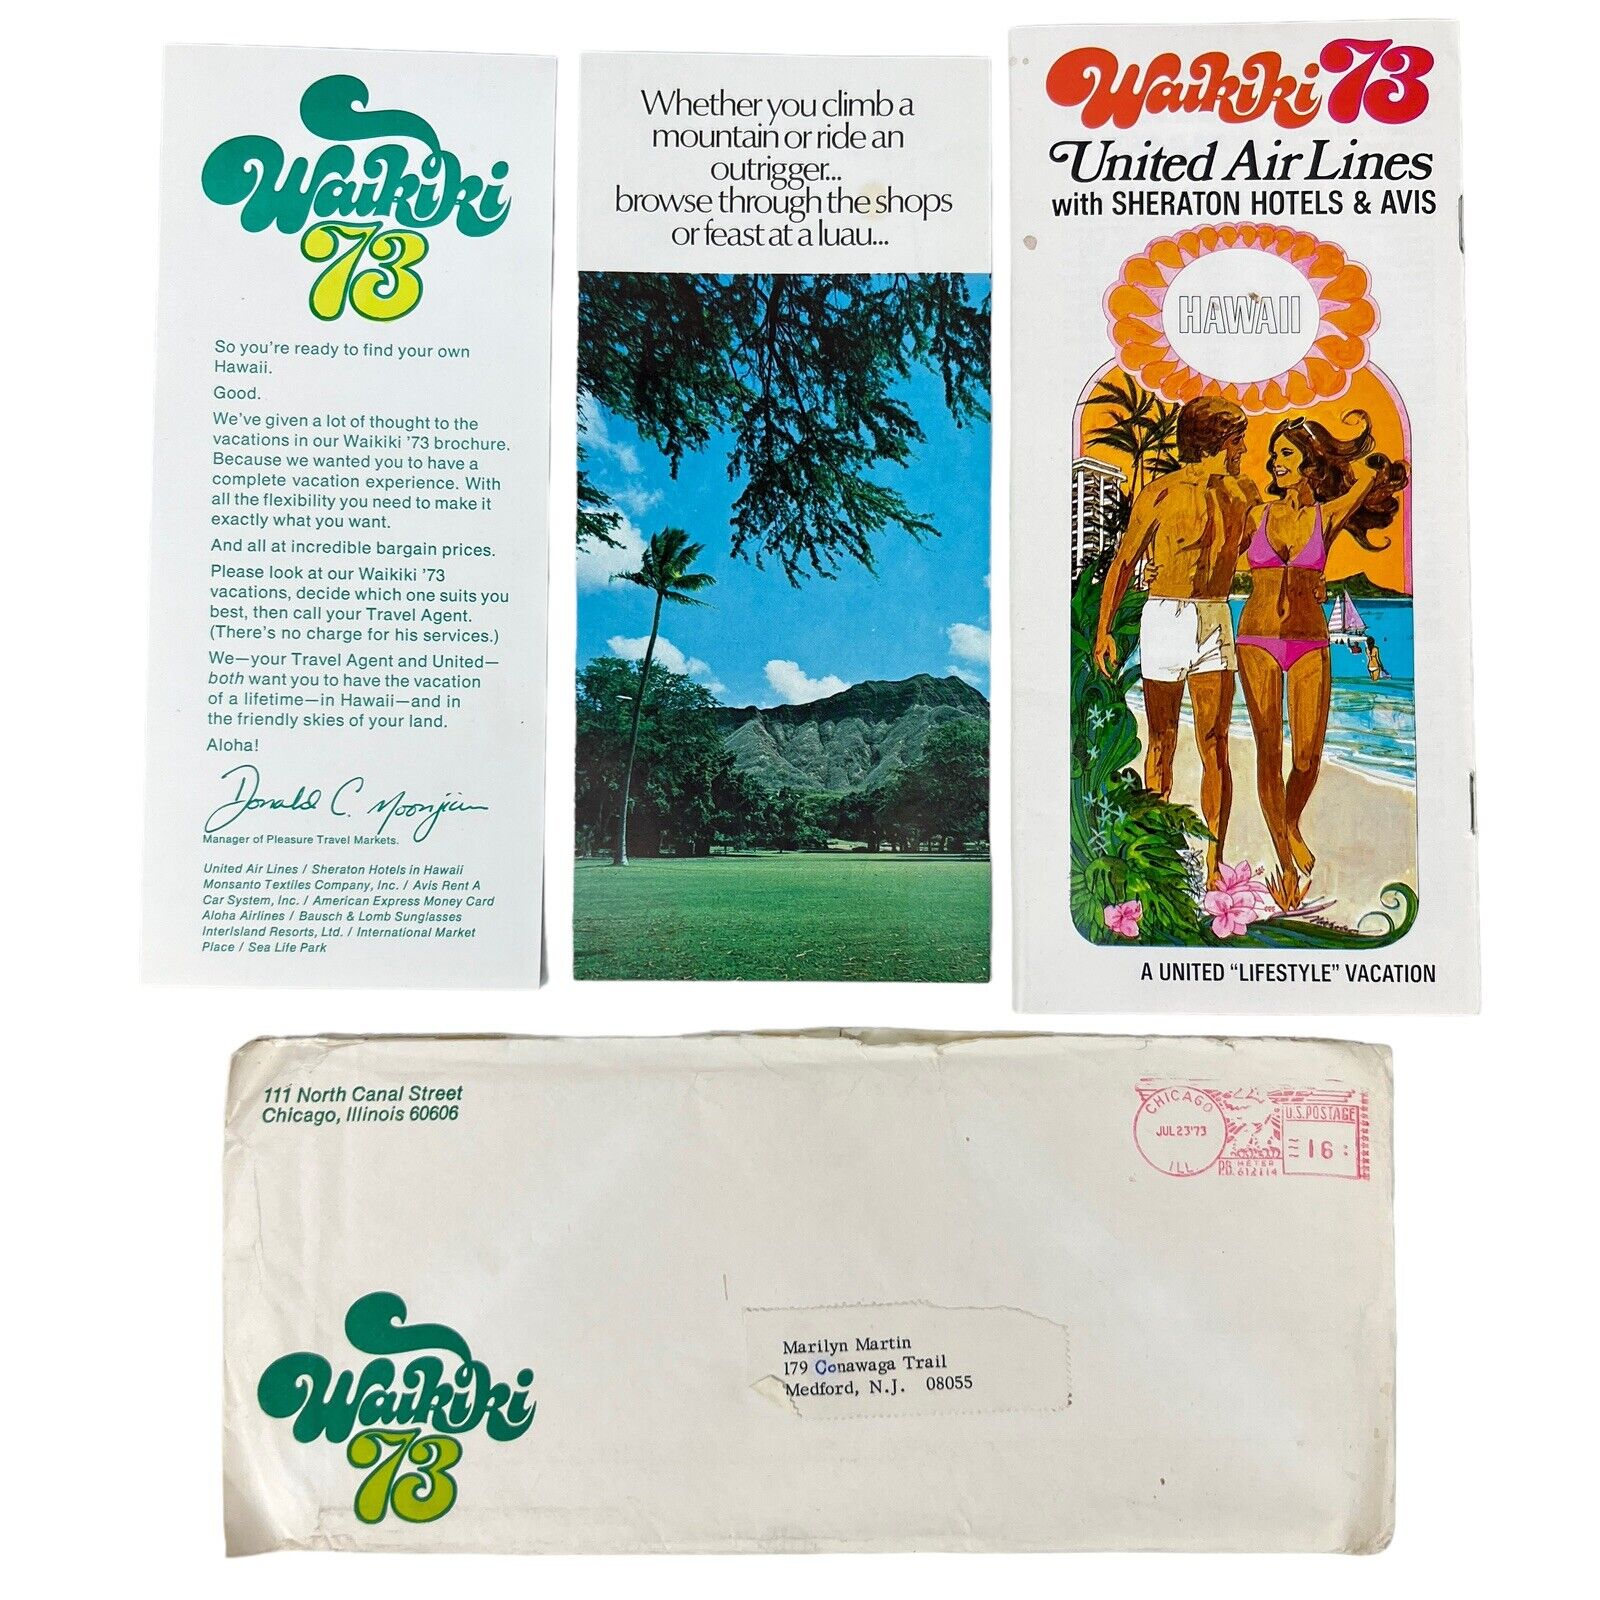 Waikiki
73
So you're ready to find your own
Hawaii.
Good.
We've given a lot of thought to the
vacations in our Waikiki '73 brochure.
Because we wanted you to have a
complete vacation experience. With
all the flexibility you need to make it
exactly what you want.
And all at incredible bargain prices.
Please look at our Waikiki '73
vacations, decide which one suits you
best, then call your Travel Agent.
(There's no charge for his services.)
We—your Travel Agent and United—
both want you to have the vacation
of a lifetime—in Hawaii—and in
the friendly skies of your land.
Aloha!
Donald C. Moonjian
Manager of Pleasure Travel Markets.
United Air Lines / Sheraton Hotels in Hawaii
Monsanto Textiles Company, Inc. / Avis Rent A
Car System, Inc. / American Express Money Card
Aloha Airlines / Bausch & Lomb Sunglasses
InterIsland Resorts, Ltd. / International Market
Place / Sea Life Park
Whether you climb a
mountain or ride an
outrigger...
browse through the shops
or feast at a luau...
Waikiki 73
United Air Lines
with SHERATON HOTELS & AVIS
HAWAII
A UNITED "LIFESTYLE" VACATION
111 North Canal Street
Chicago, Illinois 60606
CHICAGO
JUL 23 '73
ILL
U.S. POSTAGE
16
METER
P.B. 612114
Marilyn Martin
179 Conawaga Trail
Medford, N.J. 08055
Waikiki
73